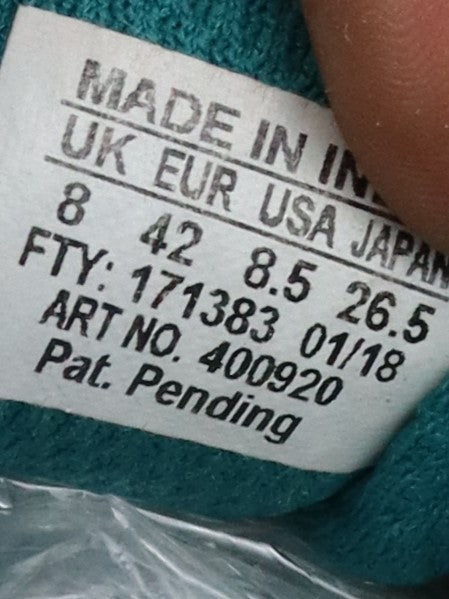 MADE IN IN
UK EUR USA JAPAN
8 42 8.5 26.5
FTY: 171383 01/18
ART NO. 400920
Pat. Pending